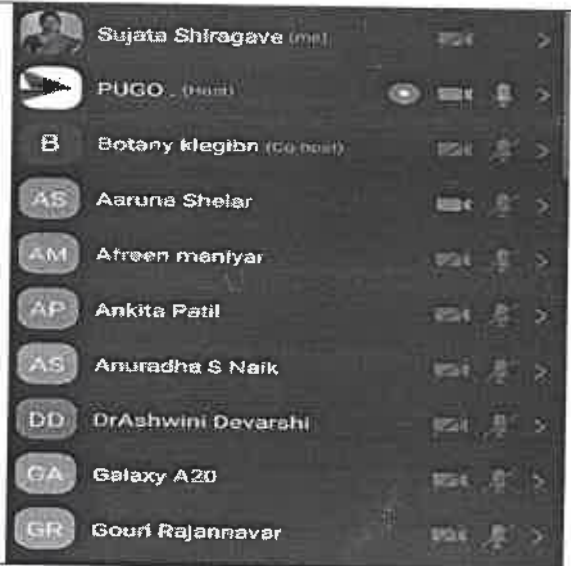 Sujata Shiragave (me)
PUGO . (Host)
B Botany klegibn (Co-host)
AS Aaruna Shelar
AM Afreen maniyar
AP Ankita Patil
AS Anuradha S Naik
DD DrAshwini Devarshi
GA Galaxy A20
GR Gouri Rajannavar